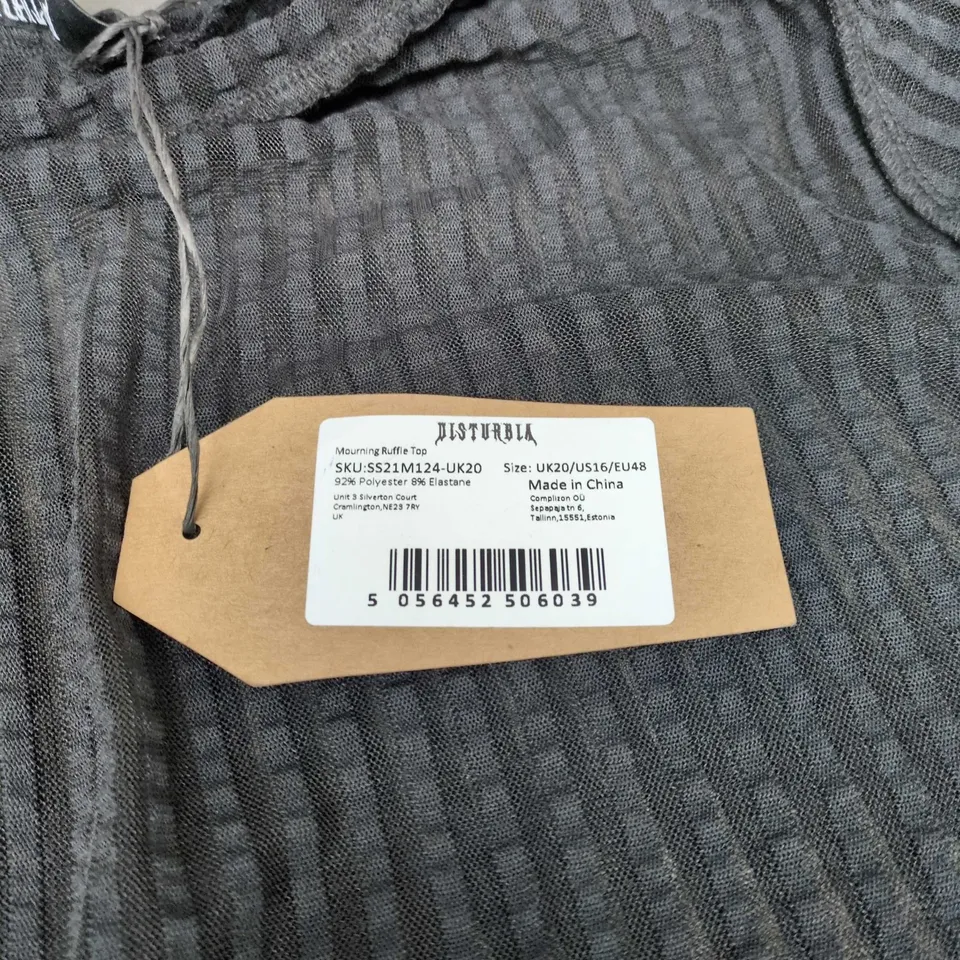 DISTURBIA
Mourning Ruffle Top
SKU:SS21M124-UK20 Size: UK20/US16/EU48
92% Polyester 8% Elastane Made in China
Unit 3 Silverton Court Complizon OÜ
Cramlington,NE23 7RY Sepapaja tn 6,
UK Tallinn,15551,Estonia
5 056452 506039